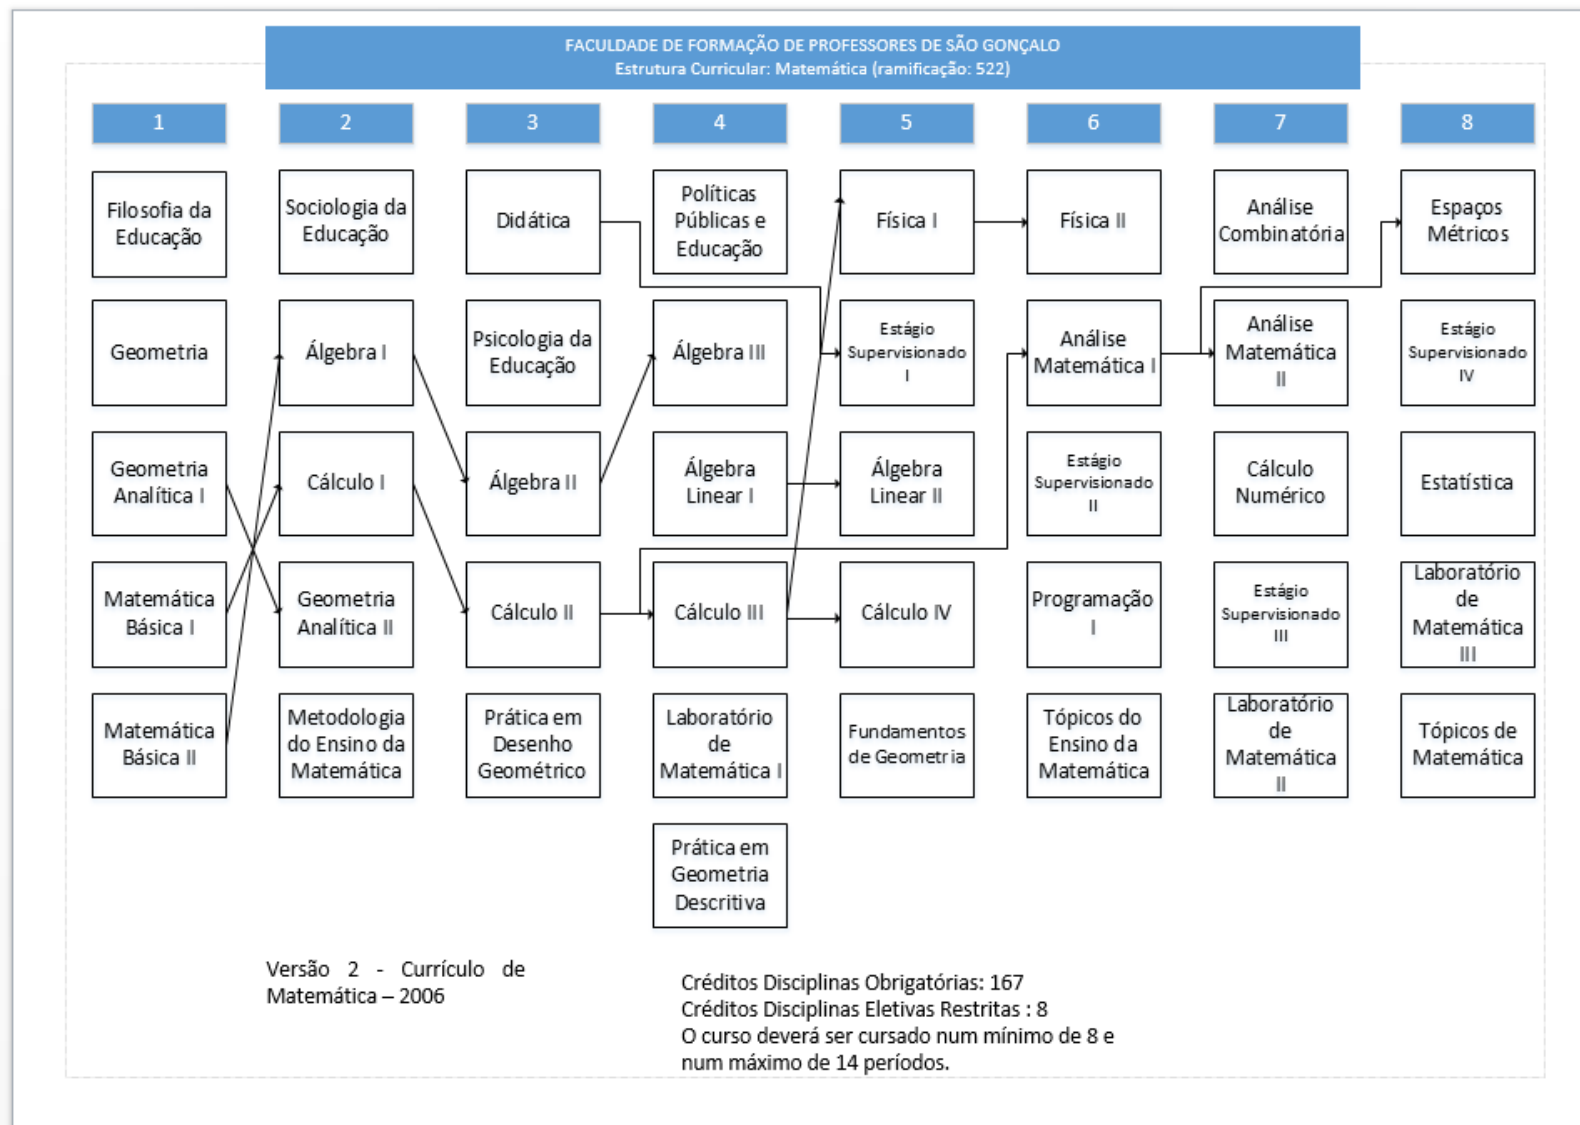 FACULDADE DE FORMAÇÃO DE PROFESSORES DE SÃO GONÇALO
Estrutura Curricular: Matemática (ramificação: 522)
1
2
3
4
5
6
7
8
Filosofia da
Educação
Sociologia da
Educação
Didática
Políticas
Públicas e
Educação
Física I
Física II
Análise
Combinatória
Espaços
Métricos
Geometria
Álgebra I
Psicologia da
Educação
Álgebra III
Estágio
Supervisionado
I
Análise
Matemática I
Análise
Matemática
II
Estágio
Supervisionado
IV
Geometria
Analítica I
Cálculo I
Álgebra II
Álgebra
Linear I
Álgebra
Linear II
Estágio
Supervisionado
II
Cálculo
Numérico
Estatística
Matemática
Básica I
Geometria
Analítica II
Cálculo II
Cálculo III
Cálculo IV
Programação
I
Estágio
Supervisionado
III
Laboratório
de
Matemática
III
Matemática
Básica II
Metodologia
do Ensino da
Matemática
Prática em
Desenho
Geométrico
Laboratório
de
Matemática I
Fundamentos
de Geometria
Tópicos do
Ensino da
Matemática
Laboratório
de
Matemática
II
Tópicos de
Matemática
Prática em
Geometria
Descritiva
Versão 2 - Currículo de
Matemática – 2006
Créditos Disciplinas Obrigatórias: 167
Créditos Disciplinas Eletivas Restritas : 8
O curso deverá ser cursado num mínimo de 8 e
num máximo de 14 períodos.